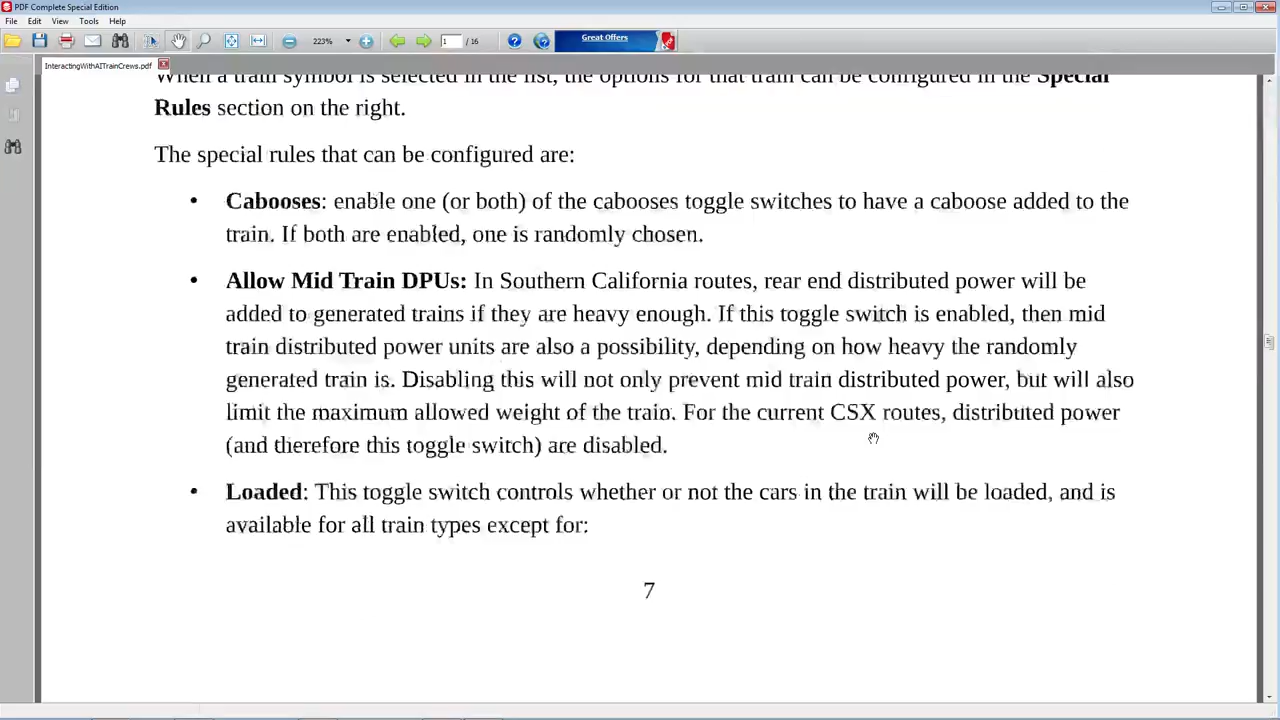 PDF Complete Special Edition
File Edit View Tools Help
223% 1 / 16 Great Offers
InteractingWithAITrainCrews.pdf
When a train symbol is selected in the list, the options for that train can be configured in the Special
Rules section on the right.
The special rules that can be configured are:
• Cabooses: enable one (or both) of the cabooses toggle switches to have a caboose added to the
train. If both are enabled, one is randomly chosen.
• Allow Mid Train DPUs: In Southern California routes, rear end distributed power will be
added to generated trains if they are heavy enough. If this toggle switch is enabled, then mid
train distributed power units are also a possibility, depending on how heavy the randomly
generated train is. Disabling this will not only prevent mid train distributed power, but will also
limit the maximum allowed weight of the train. For the current CSX routes, distributed power
(and therefore this toggle switch) are disabled.
• Loaded: This toggle switch controls whether or not the cars in the train will be loaded, and is
available for all train types except for:
7